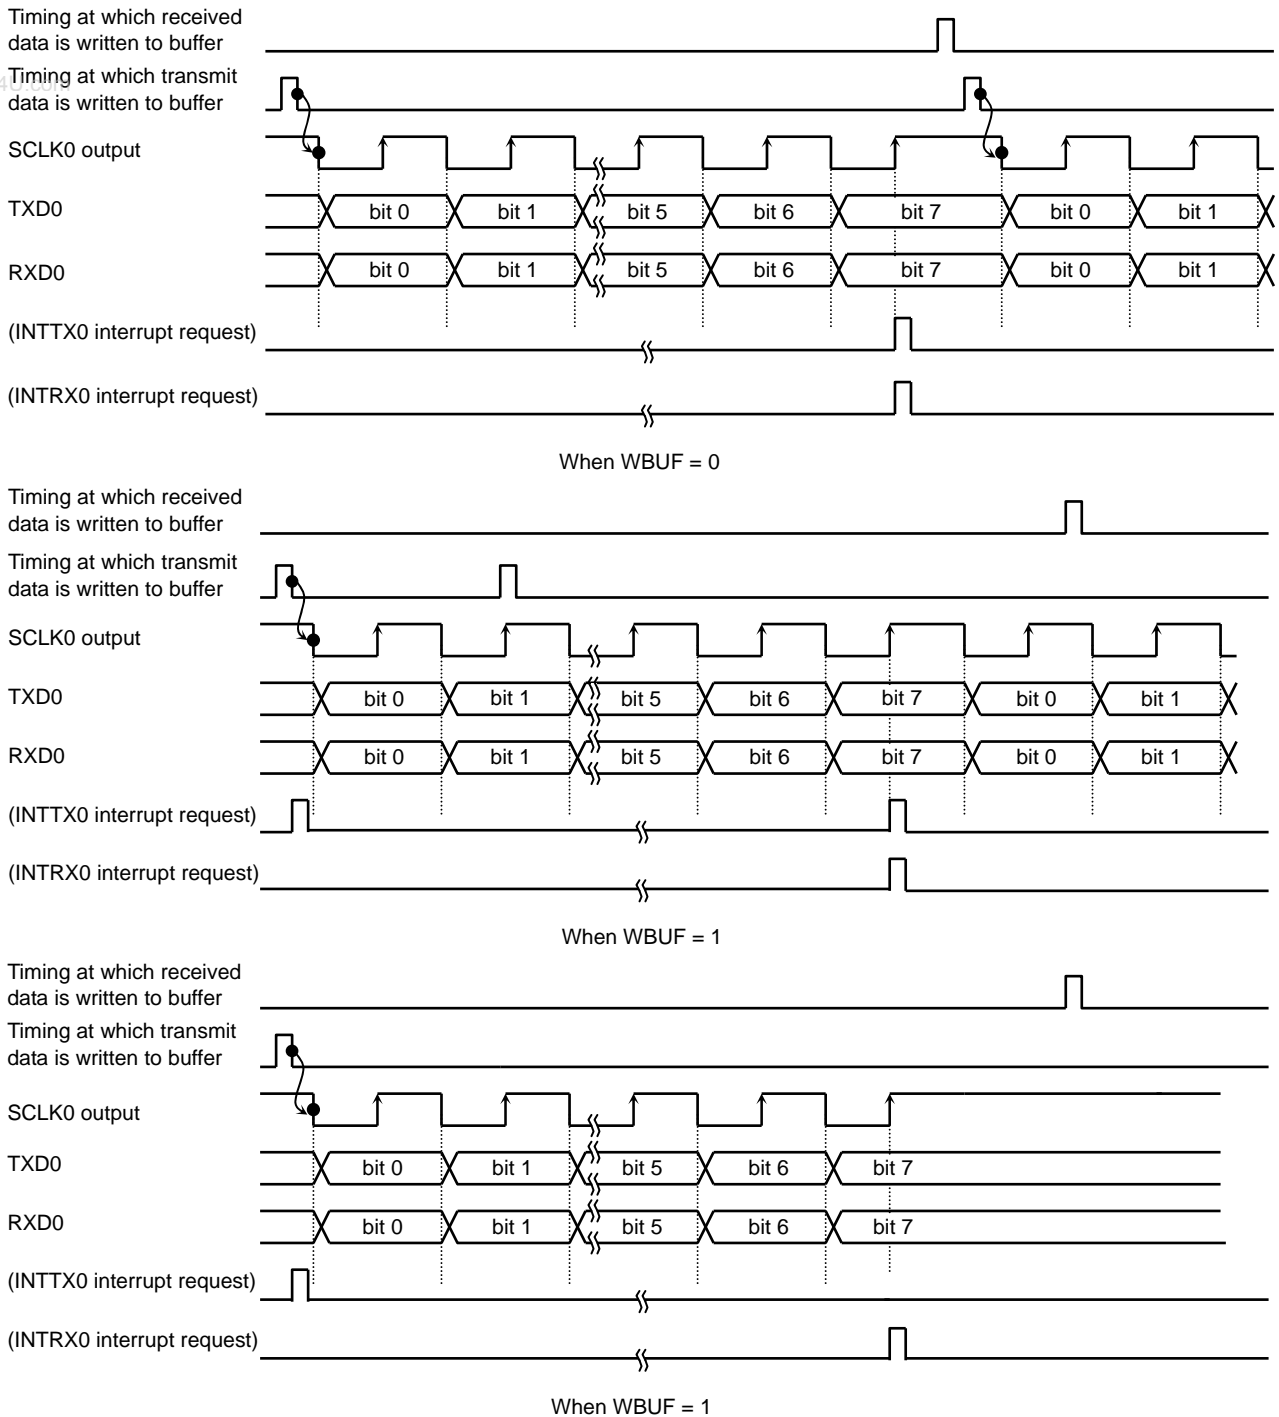 Timing at which received
data is written to buffer
4U.com
Timing at which transmit
data is written to buffer
SCLK0 output
TXD0
bit 0 bit 1 bit 5 bit 6 bit 7 bit 0 bit 1
RXD0
bit 0 bit 1 bit 5 bit 6 bit 7 bit 0 bit 1
(INTTX0 interrupt request)
(INTRX0 interrupt request)
When WBUF = 0
Timing at which received
data is written to buffer
Timing at which transmit
data is written to buffer
SCLK0 output
TXD0
bit 0 bit 1 bit 5 bit 6 bit 7 bit 0 bit 1
RXD0
bit 0 bit 1 bit 5 bit 6 bit 7 bit 0 bit 1
(INTTX0 interrupt request)
(INTRX0 interrupt request)
When WBUF = 1
Timing at which received
data is written to buffer
Timing at which transmit
data is written to buffer
SCLK0 output
TXD0
bit 0 bit 1 bit 5 bit 6 bit 7
RXD0
bit 0 bit 1 bit 5 bit 6 bit 7
(INTTX0 interrupt request)
(INTRX0 interrupt request)
When WBUF = 1